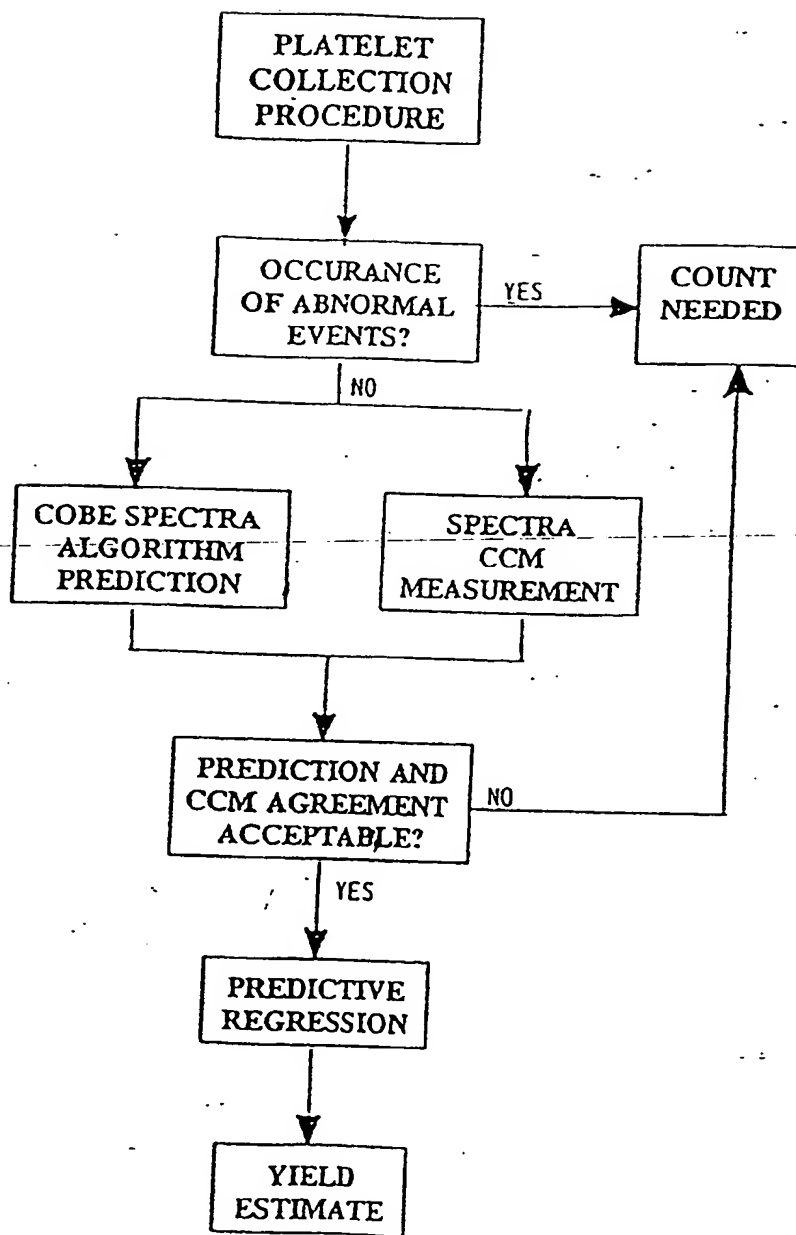 PLATELET
COLLECTION
PROCEDURE
OCCURANCE
OF ABNORMAL
EVENTS?
YES
COUNT
NEEDED
NO
COBE SPECTRA
ALGORITHM
PREDICTION
SPECTRA
CCM
MEASUREMENT
PREDICTION AND
CCM AGREEMENT
ACCEPTABLE?
NO
YES
PREDICTIVE
REGRESSION
YIELD
ESTIMATE